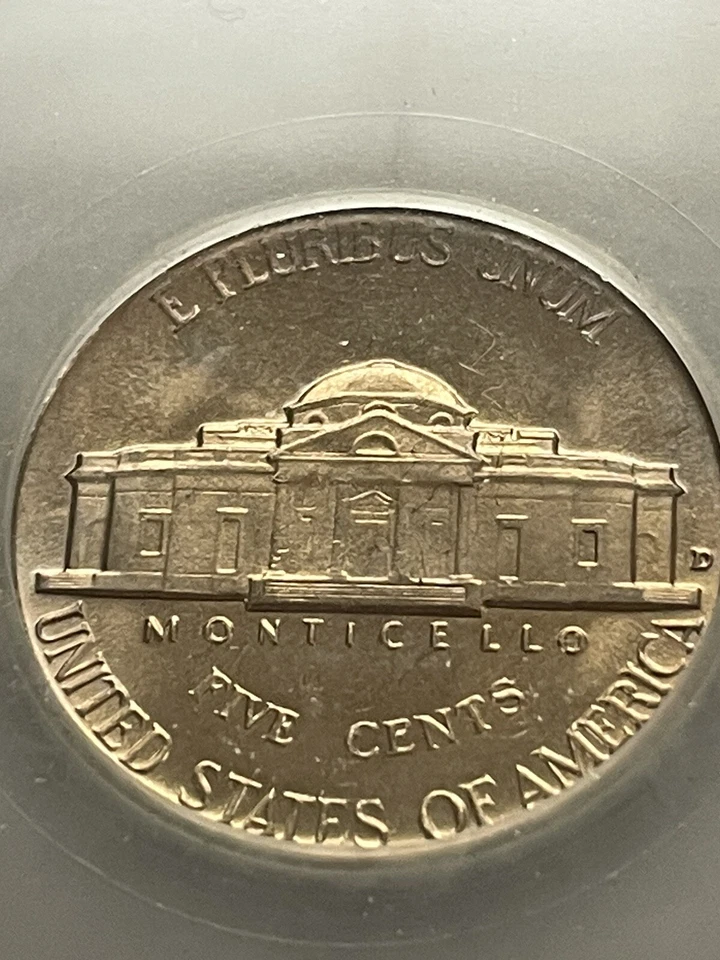 E PLURIBUS UNUM
D
MONTICELLO
FIVE CENTS
UNITED STATES OF AMERICA